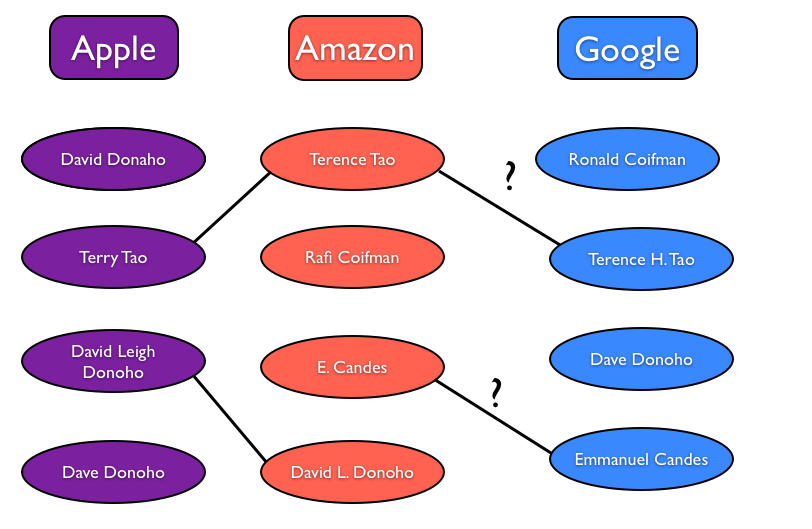 Apple
Amazon
Google
David Donaho
Terence Tao
?
Ronald Coifman
Terry Tao
Rafi Coifman
Terence H. Tao
David Leigh
Donoho
E. Candes
?
Dave Donoho
Dave Donoho
David L. Donoho
Emmanuel Candes